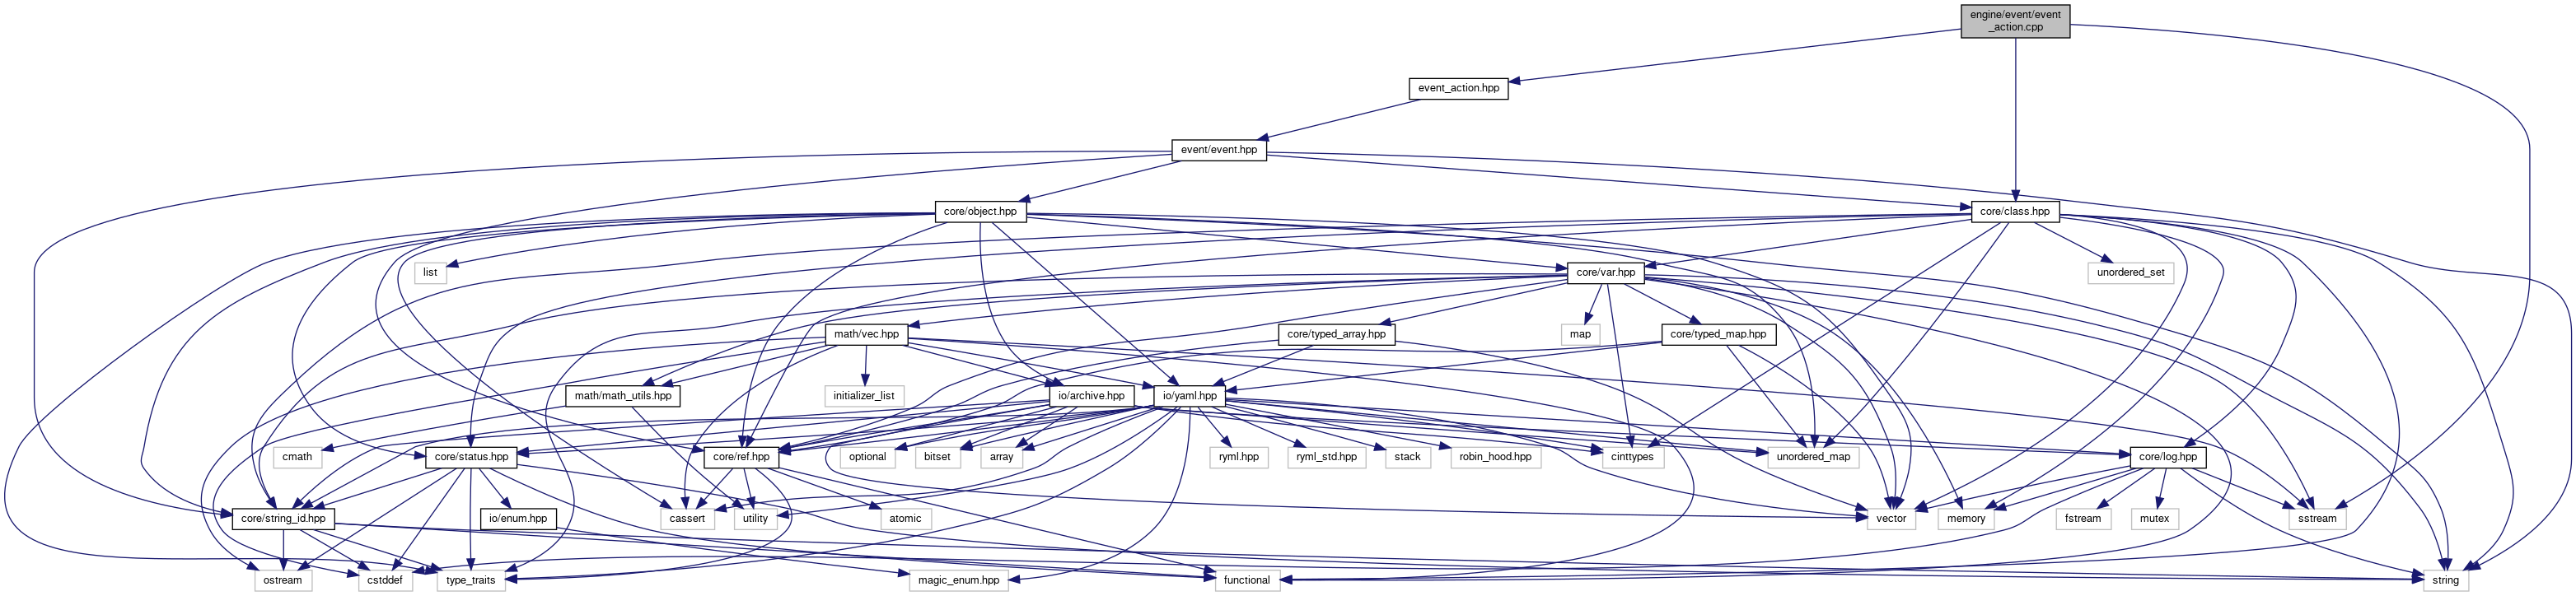 engine/event/event
_action.cpp
event_action.hpp
event/event.hpp
core/object.hpp
core/class.hpp
list
core/var.hpp
unordered_set
math/vec.hpp
core/typed_array.hpp
map
core/typed_map.hpp
math/math_utils.hpp
initializer_list
io/archive.hpp
io/yaml.hpp
cmath
core/status.hpp
core/ref.hpp
optional
bitset
array
ryml.hpp
ryml_std.hpp
stack
robin_hood.hpp
cinttypes
unordered_map
core/log.hpp
core/string_id.hpp
io/enum.hpp
cassert
utility
atomic
vector
memory
fstream
mutex
sstream
ostream
cstddef
type_traits
magic_enum.hpp
functional
string